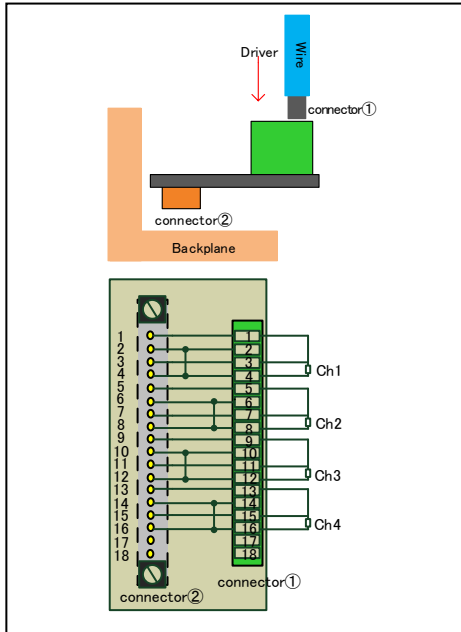 Wire
Driver
connector①
connector②
Backplane
1 1
2 2
3 3
4 4 Ch1
5 5
6 6
7 7 Ch2
8 8
9 9
10 10
11 11 Ch3
12 12
13 13
14 14
15 15 Ch4
16 16
17 17
18 18
connector①
connector②